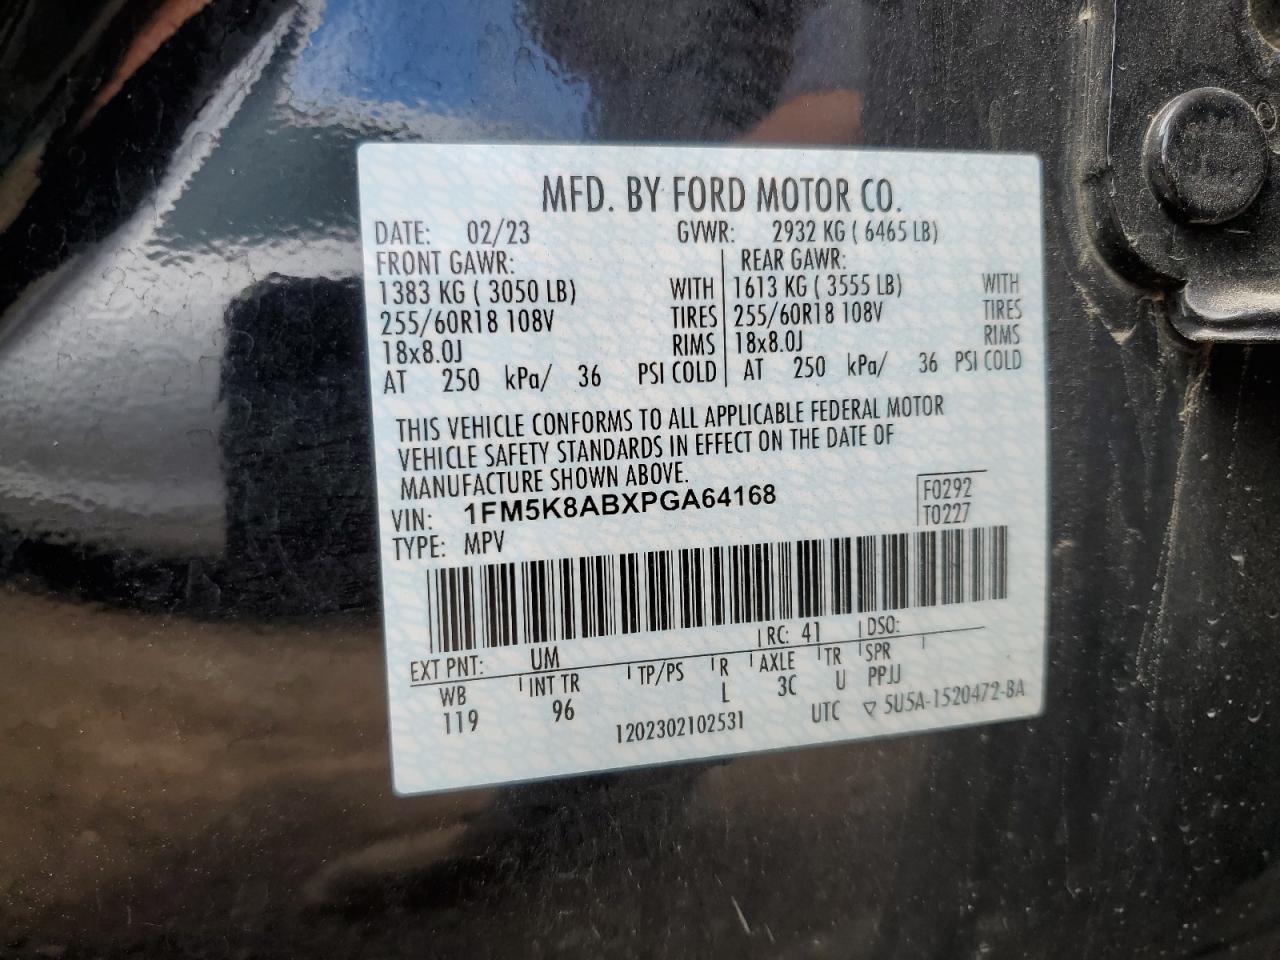 MFD. BY FORD MOTOR CO.
DATE: 02/23 GVWR: 2932 KG ( 6465 LB)
FRONT GAWR: REAR GAWR:
1383 KG ( 3050 LB) WITH 1613 KG ( 3555 LB) WITH
255/60R18 108V TIRES 255/60R18 108V TIRES
18x8.0J RIMS 18x8.0J RIMS
AT 250 kPa/ 36 PSI COLD AT 250 kPa/ 36 PSI COLD
THIS VEHICLE CONFORMS TO ALL APPLICABLE FEDERAL MOTOR
VEHICLE SAFETY STANDARDS IN EFFECT ON THE DATE OF
MANUFACTURE SHOWN ABOVE.
VIN: 1FM5K8ABXPGA64168 F0292
TYPE: MPV T0227
EXT PNT: UM RC: 41 DSO:
WB INT TR TP/PS R AXLE TR SPR
119 96 L 3C U PPJJ
1202302102531 UTC ▽ 5U5A-1520472-BA